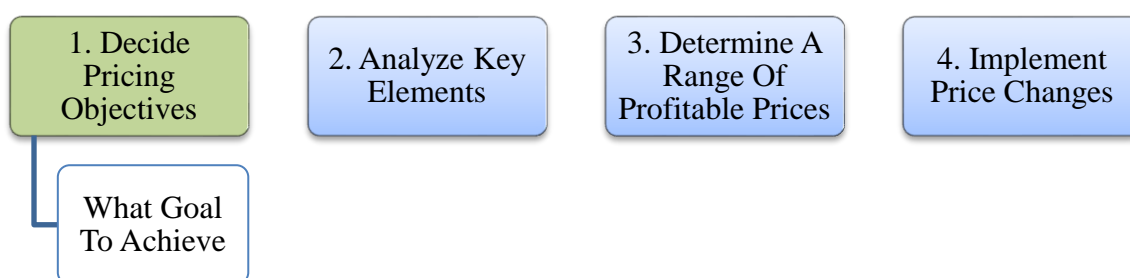 1. Decide
Pricing
Objectives
2. Analyze Key
Elements
3. Determine A
Range Of
Profitable Prices
4. Implement
Price Changes
What Goal
To Achieve